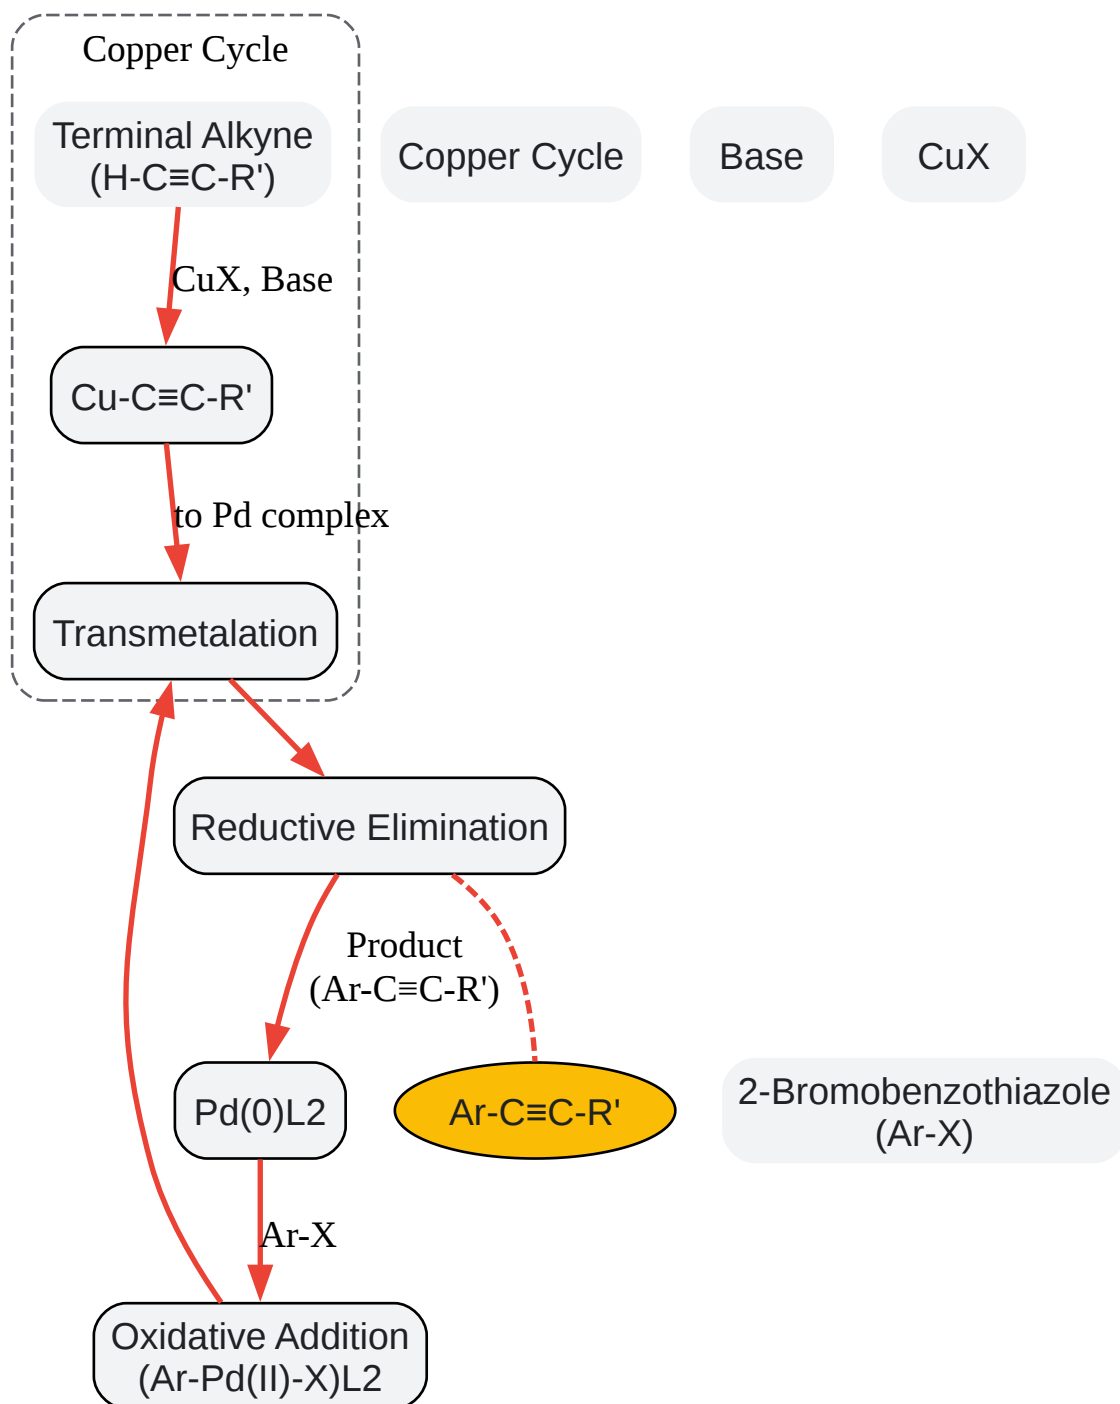 Copper Cycle
Terminal Alkyne
(H-C≡C-R')
Copper Cycle
Base
CuX
CuX, Base
Cu-C≡C-R'
to Pd complex
Transmetalation
Reductive Elimination
Product
(Ar-C≡C-R')
Pd(0)L2
Ar-C≡C-R'
2-Bromobenzothiazole
(Ar-X)
Ar-X
Oxidative Addition
(Ar-Pd(II)-X)L2